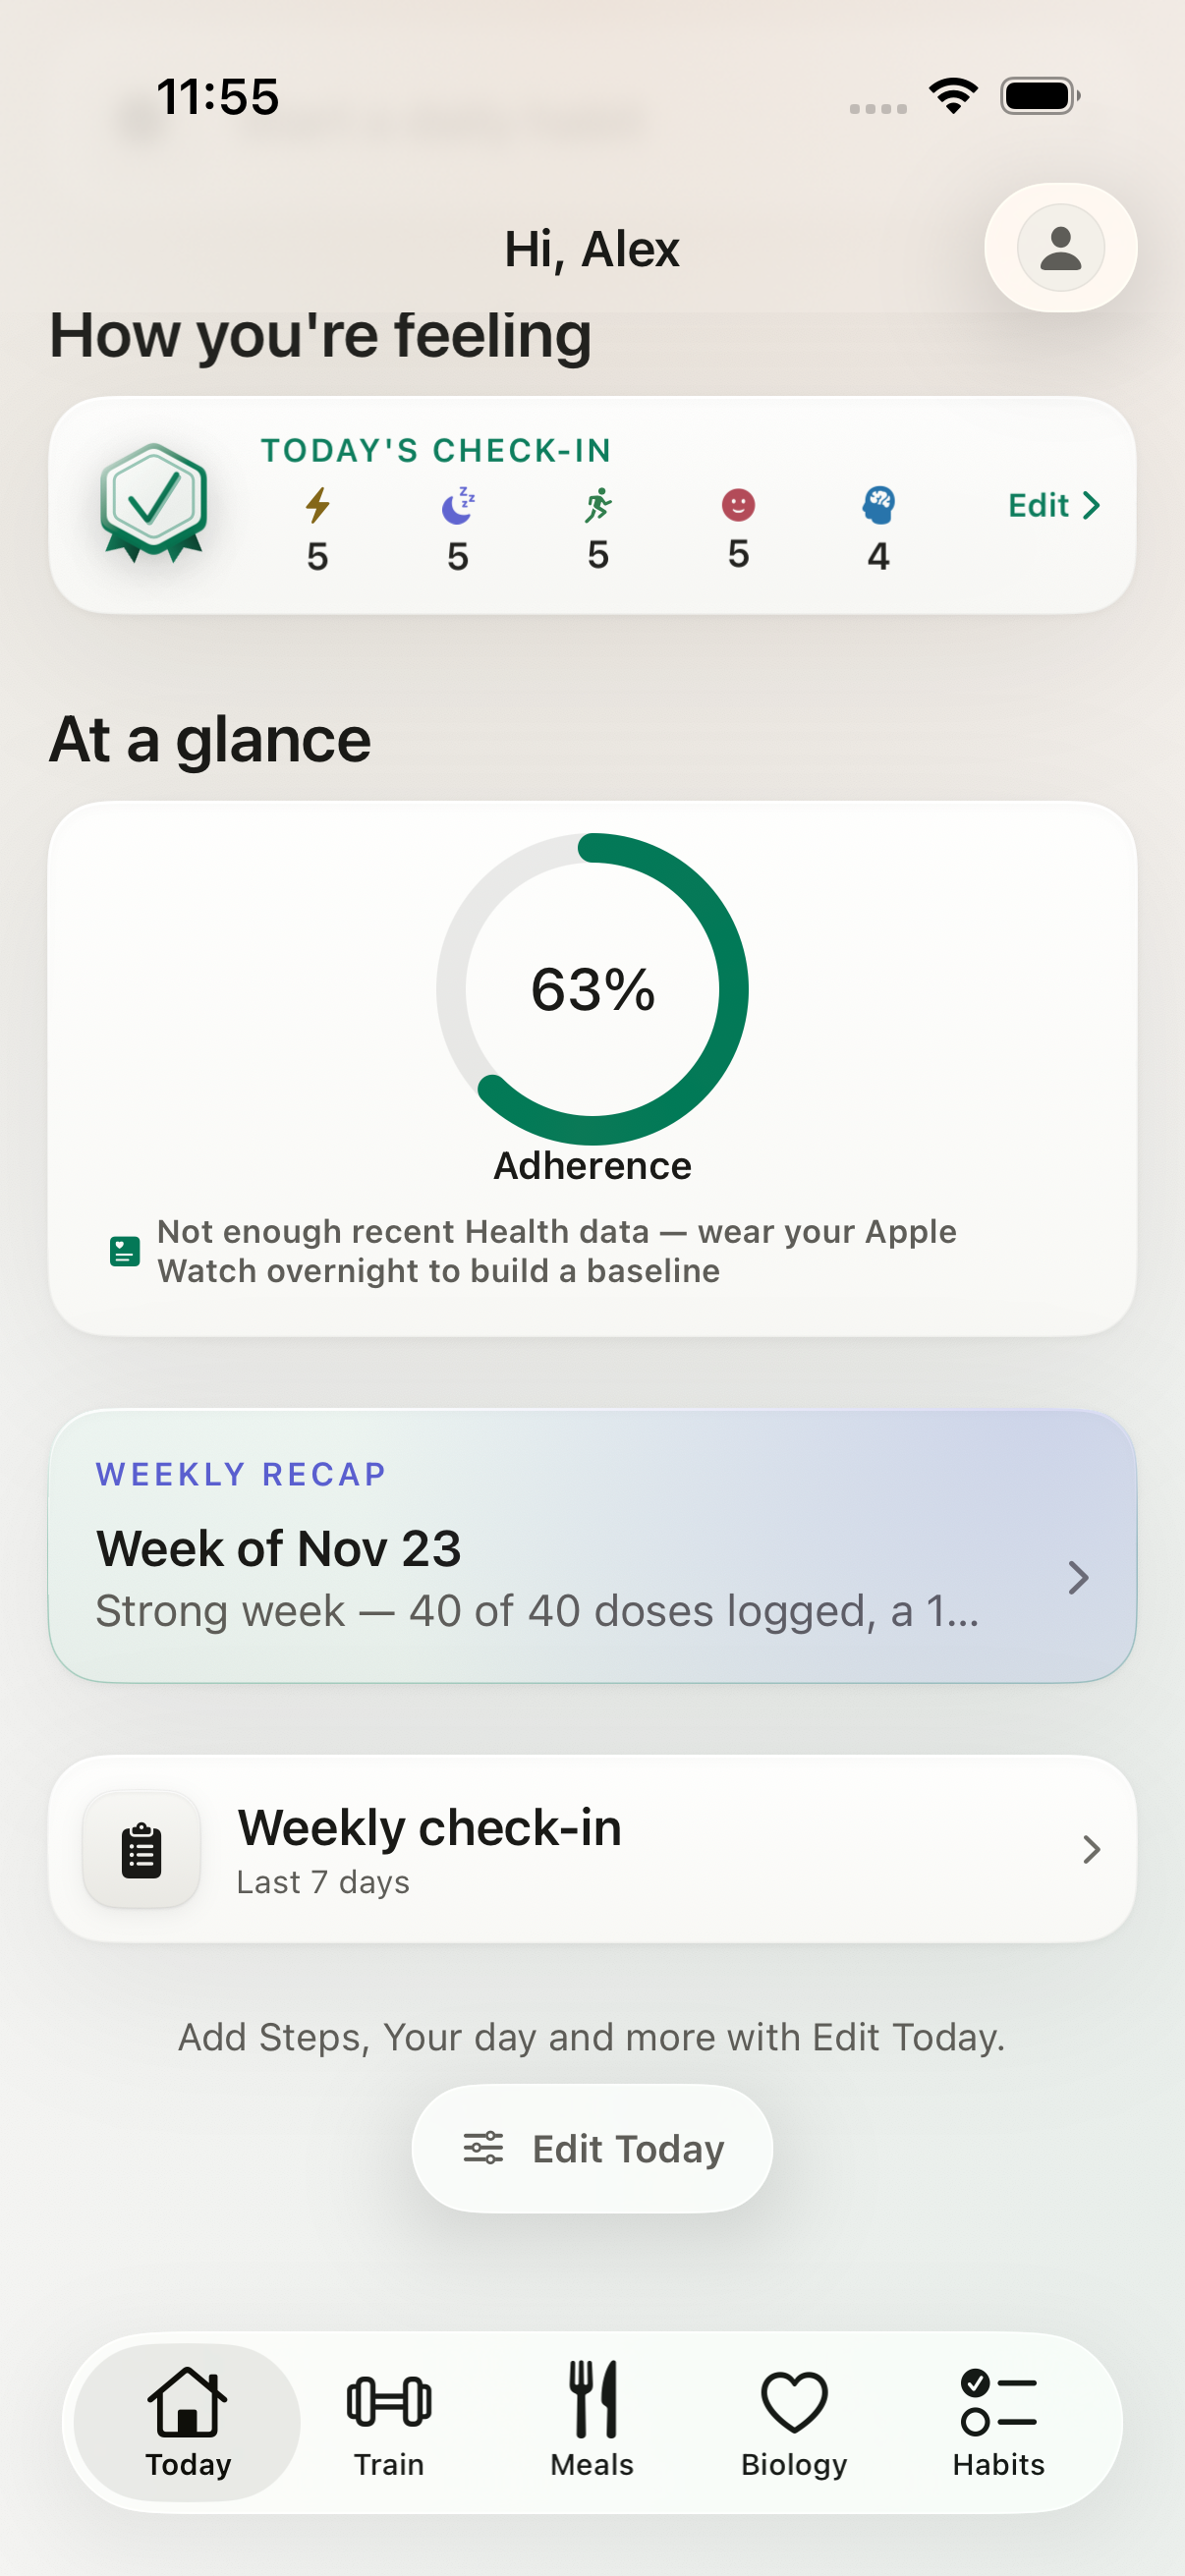 11:55
Hi, Alex
How you're feeling
TODAY'S CHECK-IN
5 5 5 5 4
Edit
At a glance
63%
Adherence
Not enough recent Health data — wear your Apple
Watch overnight to build a baseline
WEEKLY RECAP
Week of Nov 23
Strong week — 40 of 40 doses logged, a 1...
Weekly check-in
Last 7 days
Add Steps, Your day and more with Edit Today.
Edit Today
Today Train Meals Biology Habits